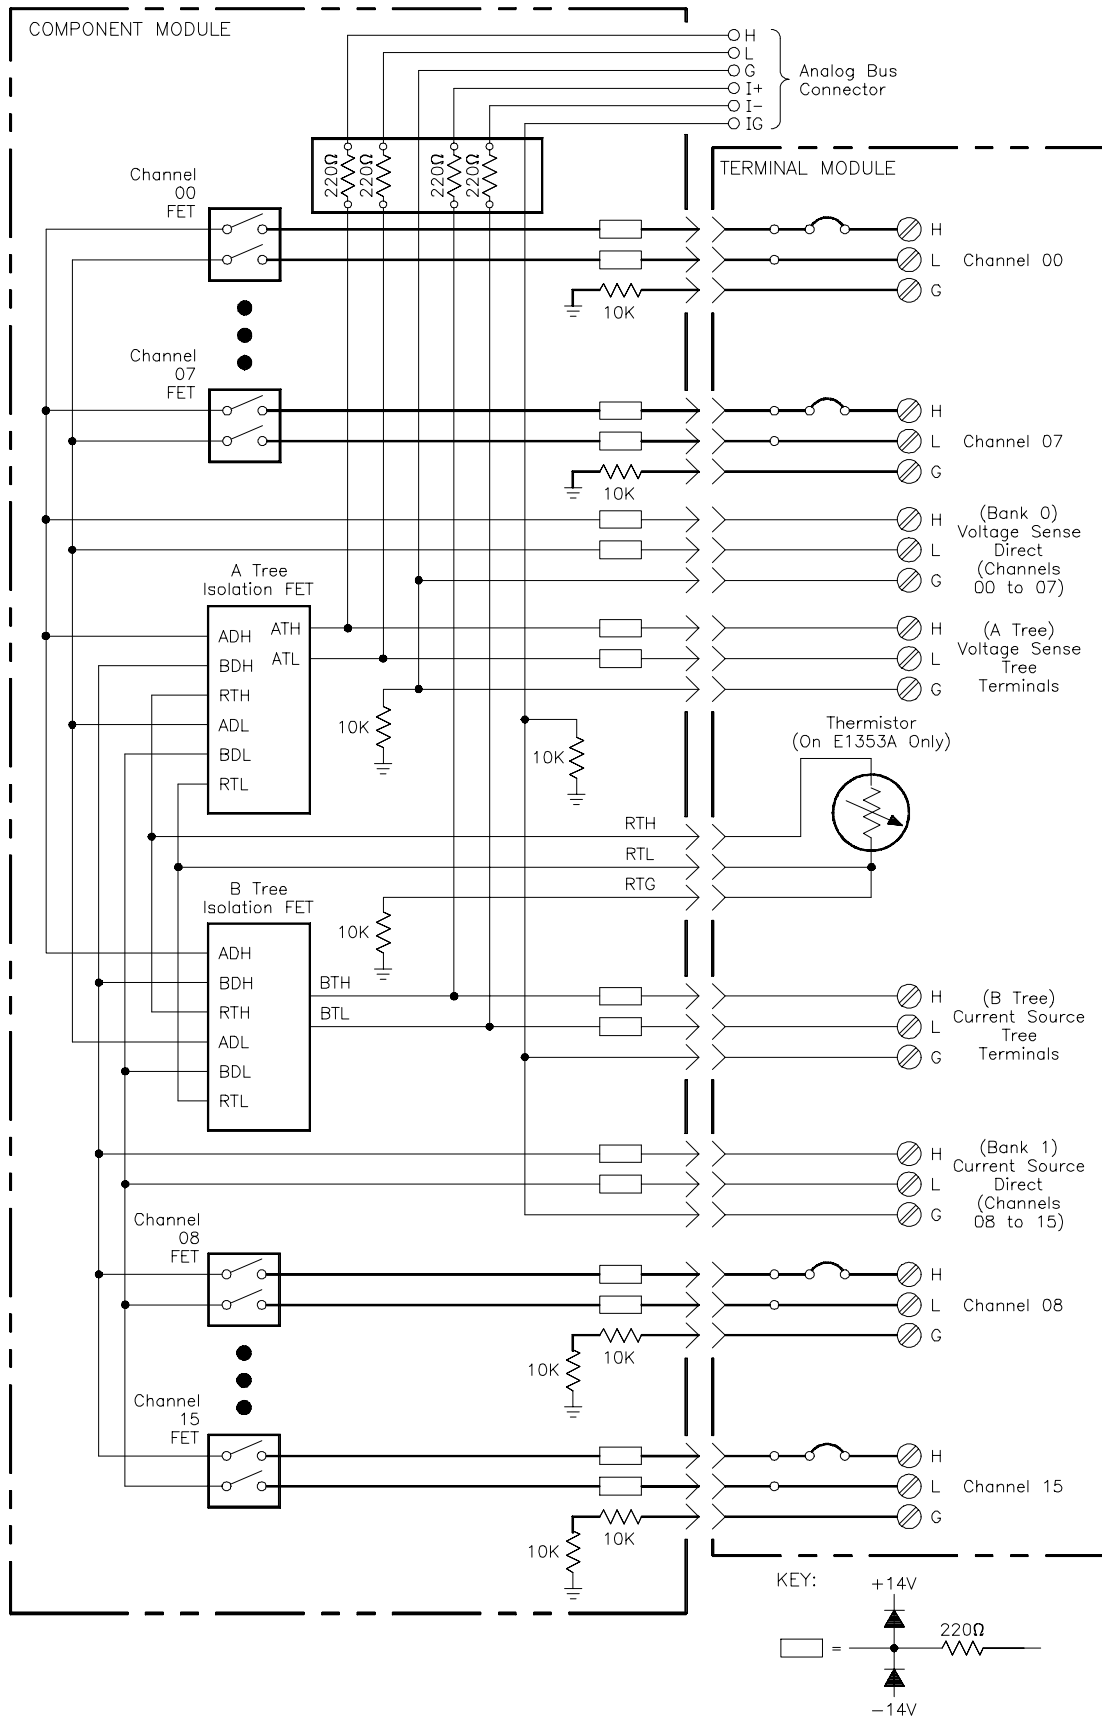 COMPONENT MODULE
H
L
G
I+
I-
IG
Analog Bus
Connector
220Ω
220Ω
220Ω
220Ω
TERMINAL MODULE
Channel
00
FET
H
L
Channel 00
G
10K
Channel
07
FET
H
L
Channel 07
G
10K
H
L
G
(Bank 0)
Voltage Sense
Direct
(Channels
00 to 07)
A Tree
Isolation FET
ADH
BDH
RTH
ADL
BDL
RTL
ATH
ATL
H
L
G
(A Tree)
Voltage Sense
Tree
Terminals
10K
10K
Thermistor
(On E1353A Only)
RTH
RTL
RTG
10K
B Tree
Isolation FET
ADH
BDH
RTH
ADL
BDL
RTL
BTH
BTL
H
L
G
(B Tree)
Current Source
Tree
Terminals
H
L
G
(Bank 1)
Current Source
Direct
(Channels
08 to 15)
Channel
08
FET
H
L
Channel 08
G
10K
10K
Channel
15
FET
H
L
Channel 15
G
10K
10K
KEY:
+14V
=
220Ω
-14V